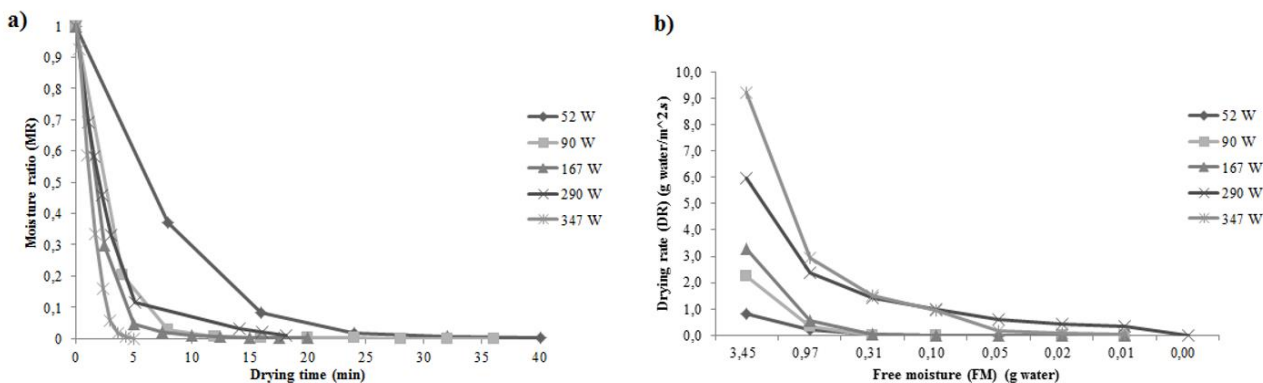 a)
Moisture ratio (MR)
1
0,9
0,8
0,7
0,6
0,5
0,4
0,3
0,2
0,1
0
0 5 10 15 20 25 30 35 40
Drying time (min)
52 W
90 W
167 W
290 W
347 W
b)
Drying rate (DR) (g water/m^2.s)
10,0
9,0
8,0
7,0
6,0
5,0
4,0
3,0
2,0
1,0
0,0
3,45 0,97 0,31 0,10 0,05 0,02 0,01 0,00
Free moisture (FM) (g water)
52 W
90 W
167 W
290 W
347 W